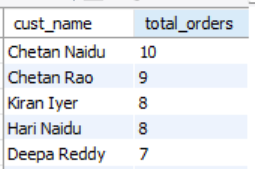 cust_name total_orders
Chetan Naidu 10
Chetan Rao 9
Kiran Iyer 8
Hari Naidu 8
Deepa Reddy 7